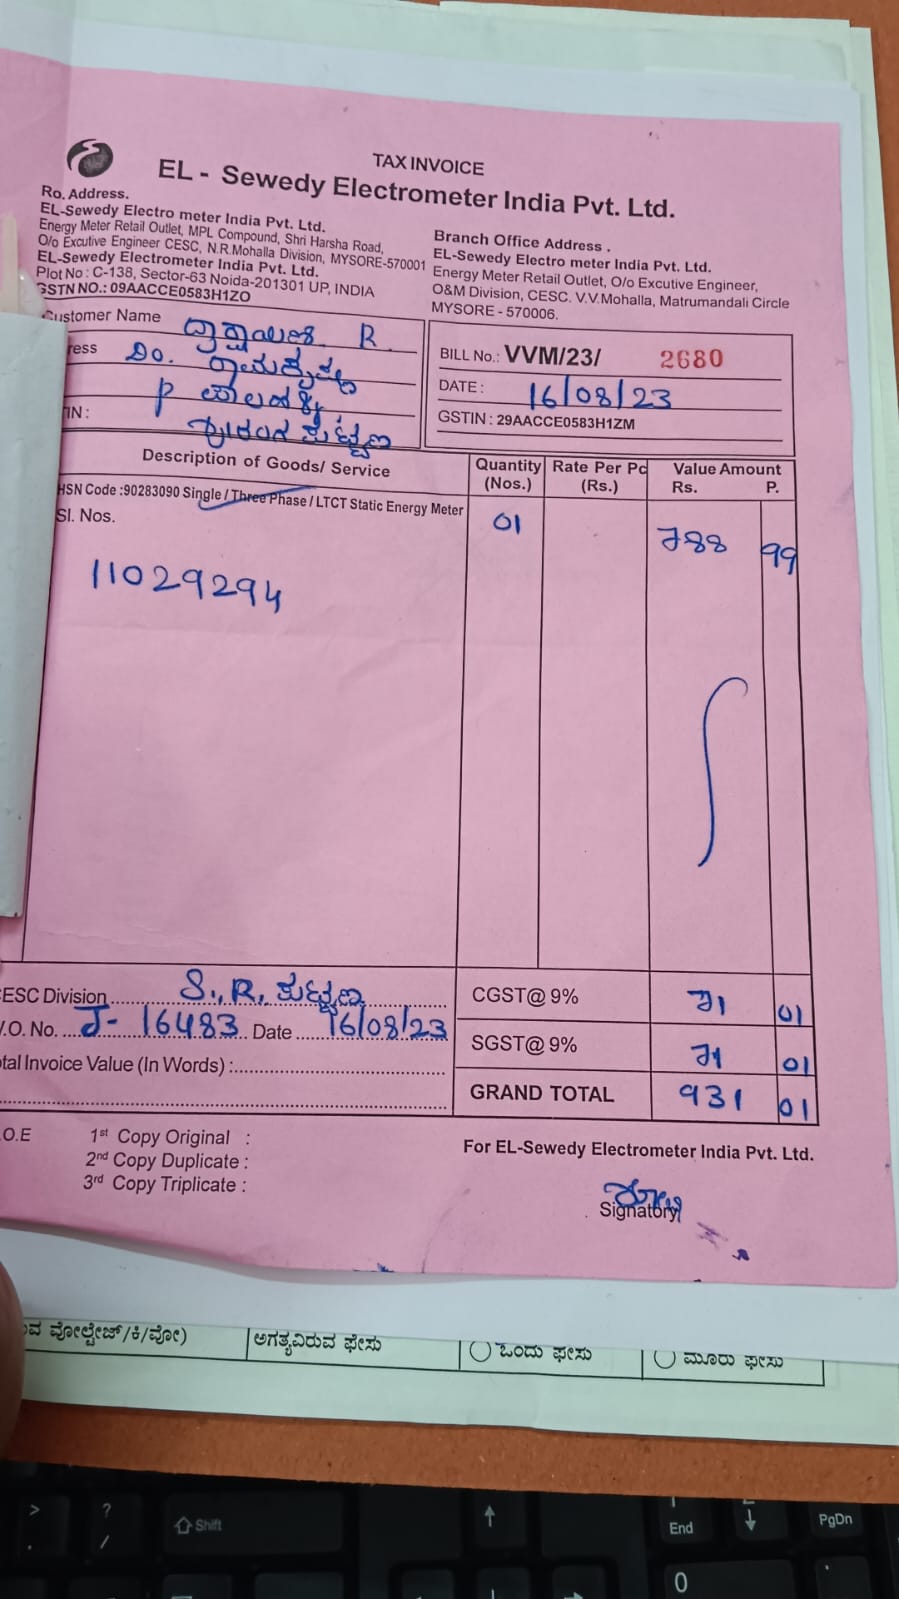 TAX INVOICE
EL - Sewedy Electrometer India Pvt. Ltd.
Ro. Address.
EL-Sewedy Electro meter India Pvt. Ltd.
Energy Meter Retail Outlet, MPL Compound, Shri Harsha Road,
O/o Excutive Engineer CESC, N.R.Mohalla Division, MYSORE-570001
EL-Sewedy Electrometer India Pvt. Ltd.
Plot No : C-138, Sector-63 Noida-201301 UP, INDIA
GSTN NO.: 09AACCE0583H1ZO
Branch Office Address .
EL-Sewedy Electro meter India Pvt. Ltd.
Energy Meter Retail Outlet, O/o Excutive Engineer,
O&M Division, CESC. V.V.Mohalla, Matrumandali Circle
MYSORE - 570006.
Customer Name ದ್ರಾಕ್ಷಾಯಿಣಿ R
ress Do.
P
IN :
BILL No.: VVM/23/ 2680
DATE : 16/08/23
GSTIN : 29AACCE0583H1ZM
Description of Goods/ Service Quantity (Nos.) Rate Per Pc (Rs.) Value Amount Rs. P.
HSN Code :90283090 Single / Three Phase / LTCT Static Energy Meter
Sl. Nos. 01 788 99
11029294
ESC Division S.R. CGST@ 9% 71 01
.O. No. J- 16483 Date 16/08/23 SGST@ 9% 71 01
tal Invoice Value (In Words) :
GRAND TOTAL 931 01
.O.E 1st Copy Original :
2nd Copy Duplicate :
3rd Copy Triplicate :
For EL-Sewedy Electrometer India Pvt. Ltd.
Signatory
ವ ವೋಲ್ಟೇಜ್/ಕಿ/ವೋ) ಅಗತ್ಯವಿರುವ ಫೇಸು ಒಂದು ಫೇಸು ಮೂರು ಫೇಸು
> ? Shift ↑ End ↓ PgDn
. / 0 .